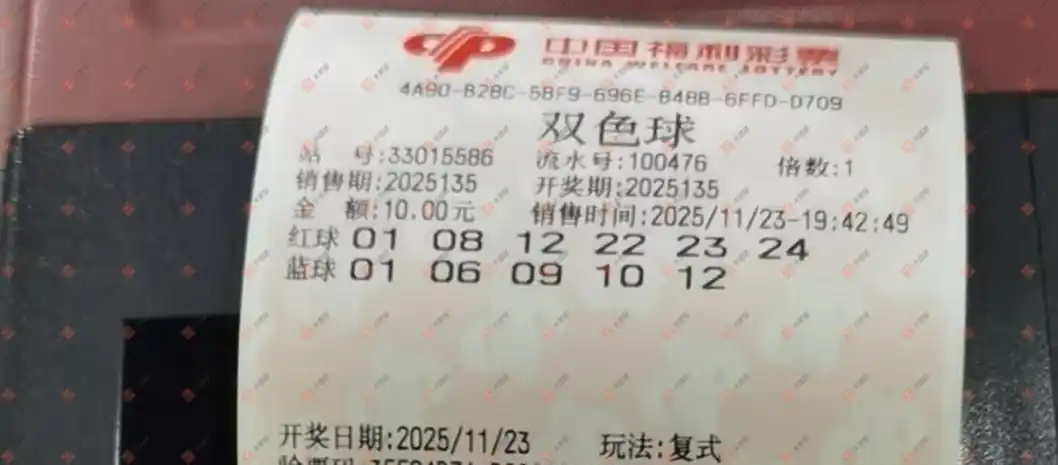 中国福利彩票
CHINA WELFARE LOTTERY
4A90-B28C-5BF9-696E-B4BB-6FFD-D709
双色球
站 号:33015586 流水号:100476 倍数:1
销售期:2025135 开奖期:2025135
金 额:10.00元 销售时间:2025/11/23-19:42:49
红球 01 08 12 22 23 24
蓝球 01 06 09 10 12
开奖日期:2025/11/23 玩法:复式